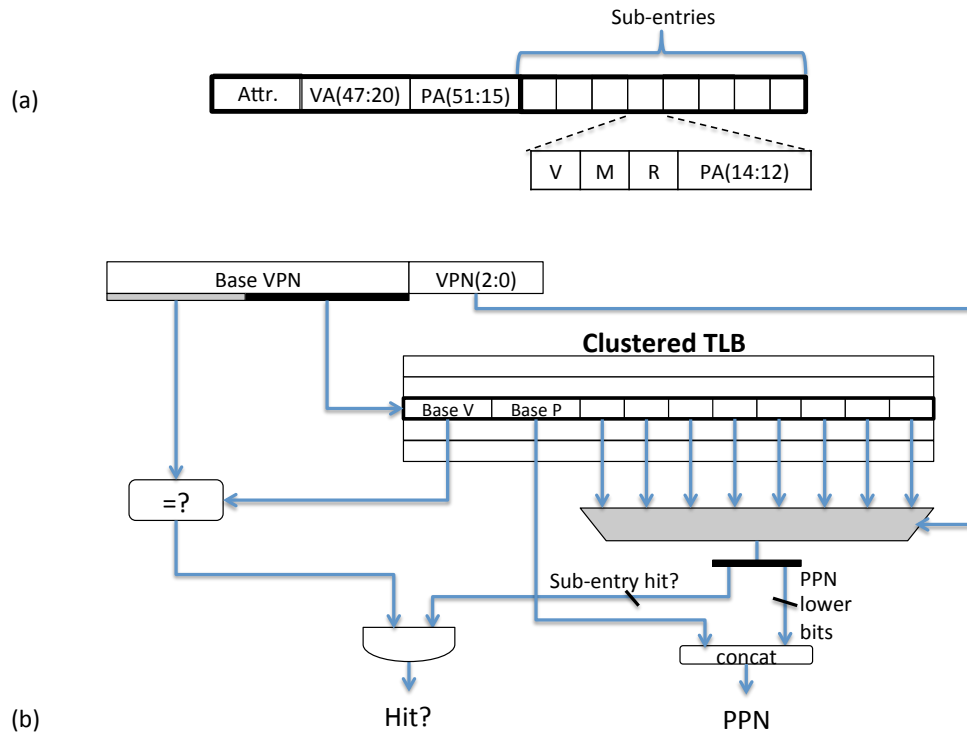 Sub-entries
(a)
Attr. VA(47:20) PA(51:15)
V M R PA(14:12)
Base VPN VPN(2:0)
Clustered TLB
Base V Base P
=?
Sub-entry hit?
PPN
lower
bits
concat
Hit? PPN
(b)